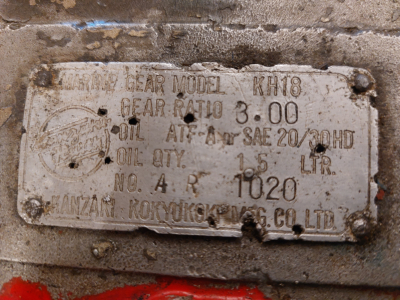 MARINE GEAR MODEL KH18
GEAR RATIO 3.00
OIL ATF-A or SAE 20/30HD
OIL QTY. 1.5 LTR.
NO. A R 1020
KANZAKI KOKYUKOKI MFG. CO. LTD.